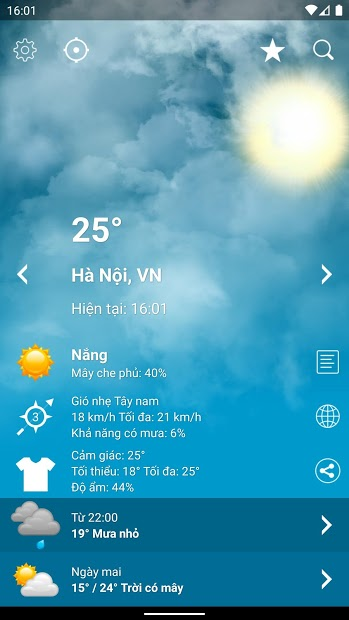 16:01
25°
Hà Nội, VN
Hiện tại: 16:01
Nắng
Mây che phủ: 40%
Gió nhẹ Tây nam
3
18 km/h Tối đa: 21 km/h
Khả năng có mưa: 6%
Cảm giác: 25°
Tối thiểu: 18° Tối đa: 25°
Độ ẩm: 44%
Từ 22:00
19° Mưa nhỏ
Ngày mai
15° / 24° Trời có mây